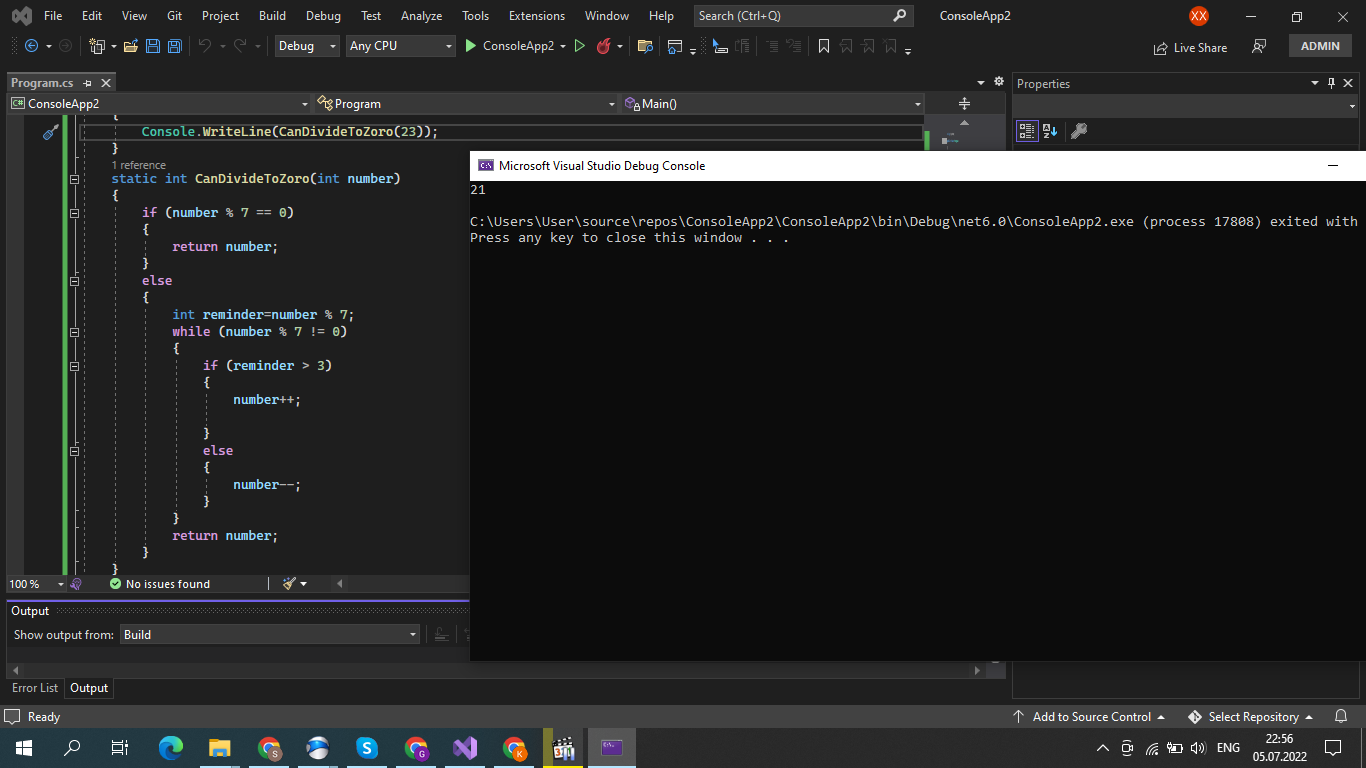 File Edit View Git Project Build Debug Test Analyze Tools Extensions Window Help Search (Ctrl+Q) ConsoleApp2 XX
Debug Any CPU ConsoleApp2 Live Share ADMIN
Program.cs
Properties
C# ConsoleApp2 Program Main()
{
Console.WriteLine(CanDivideToZoro(23));
}
1 reference
static int CanDivideToZoro(int number)
{
if (number % 7 == 0)
{
return number;
}
else
{
int reminder=number % 7;
while (number % 7 != 0)
{
if (reminder > 3)
{
number++;
}
else
{
number--;
}
}
return number;
}
}
C:\ Microsoft Visual Studio Debug Console
21
C:\Users\User\source\repos\ConsoleApp2\ConsoleApp2\bin\Debug\net6.0\ConsoleApp2.exe (process 17808) exited with
Press any key to close this window . . .
100 % No issues found
Output
Show output from: Build
Error List Output
Ready Add to Source Control Select Repository
S S G K ENG 22:56
05.07.2022